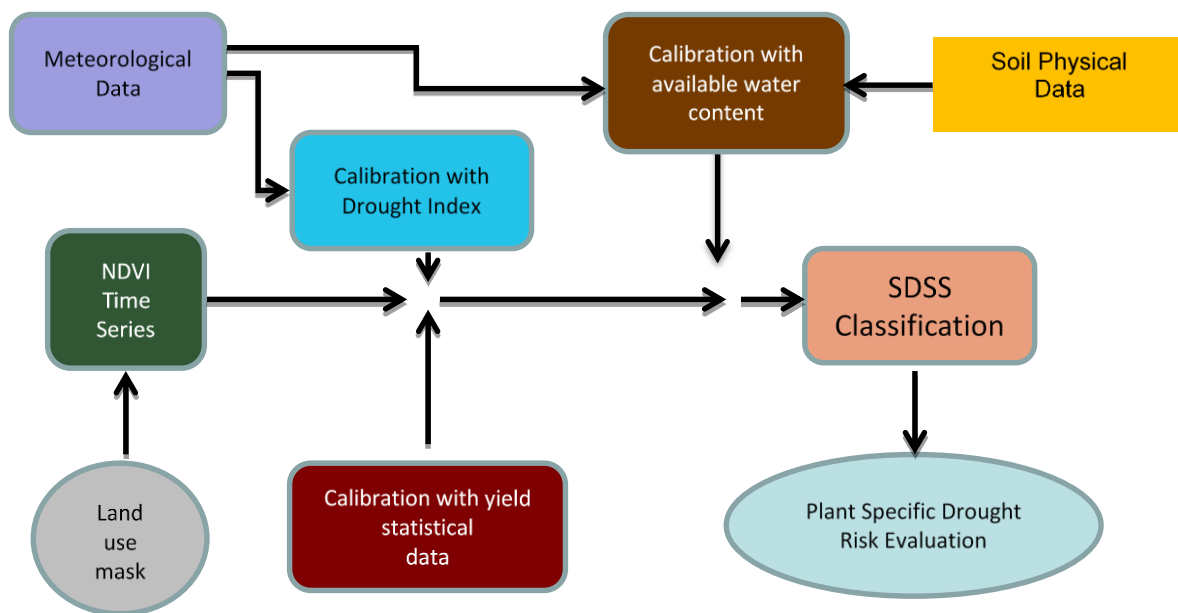 Meteorological
Data
Calibration with
available water
content
Soil Physical
Data
Calibration with
Drought Index
NDVI
Time
Series
SDSS
Classification
Land
use
mask
Calibration with yield
statistical
data
Plant Specific Drought
Risk Evaluation